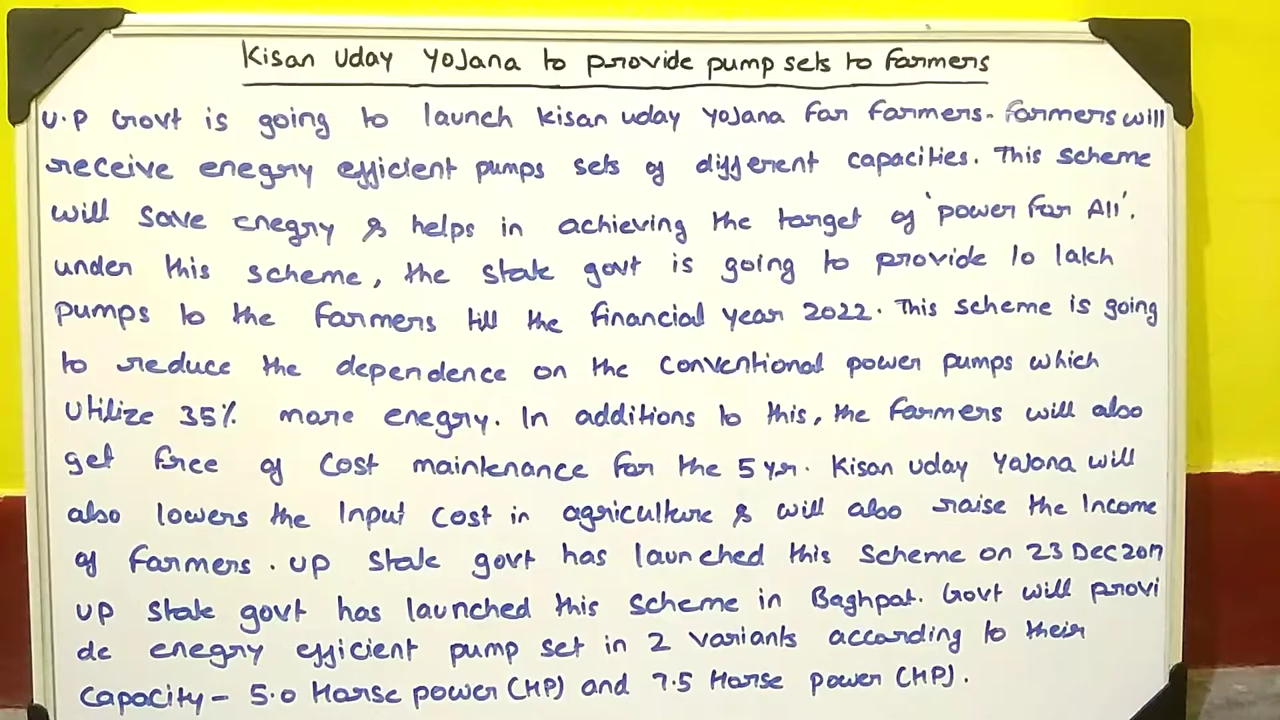 Kisan Uday Yojana to provide pump sets to farmers
U.P Govt is going to launch kisan uday yojana for farmers. farmers will
receive enegry efficient pumps sets of different capacities. This scheme
will save enegry & helps in achieving the target of 'power for All'.
under this scheme, the state govt is going to provide 10 lakh
pumps to the farmers till the financial year 2022. This scheme is going
to reduce the dependence on the conventional power pumps which
utilize 35% more enegry. In additions to this, the farmers will also
get free of cost maintenance for the 5 yr. Kisan uday yojona will
also lowers the Input cost in agriculture & will also raise the Income
of farmers. UP state govt has launched this scheme on 23 Dec 2017
UP state govt has launched this scheme in Baghpat. Govt will provi
de enegry efficient pump set in 2 variants according to their
capacity - 5.0 Horse power (HP) and 7.5 Horse power (HP).